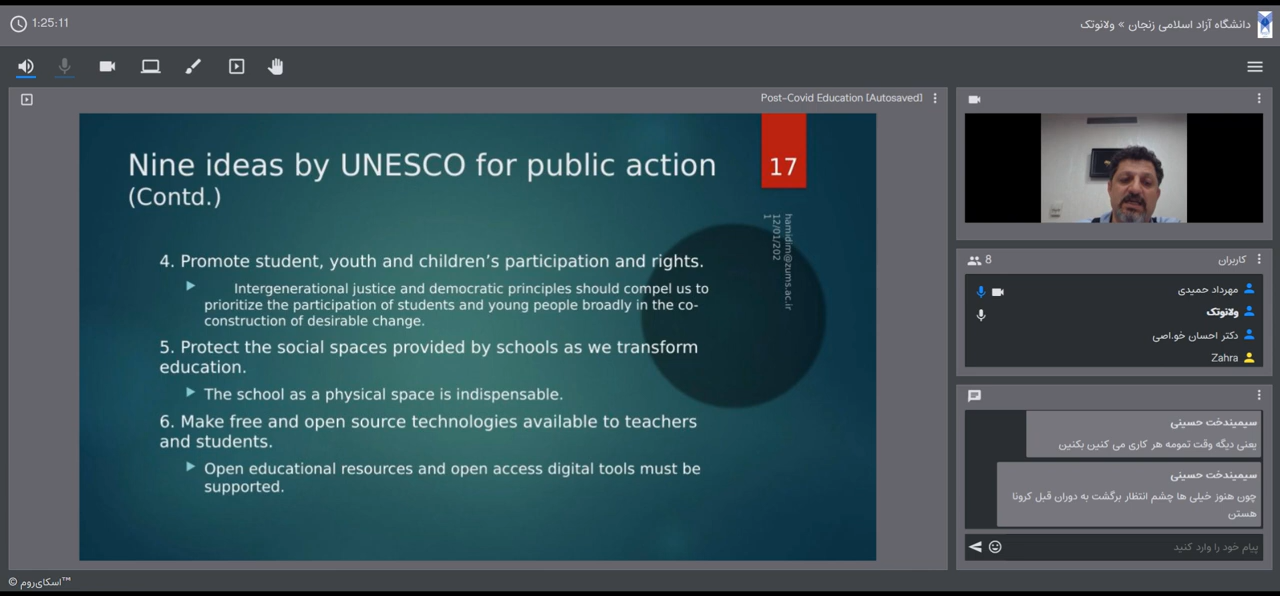 1:25:11
دانشگاه آزاد اسلامی زنجان » ولانوتک
Post-Covid Education [Autosaved]
Nine ideas by UNESCO for public action
(Contd.)
17
hamidim@zums.ac.ir
12/01/202
1
4. Promote student, youth and children’s participation and rights.
Intergenerational justice and democratic principles should compel us to
prioritize the participation of students and young people broadly in the co-
construction of desirable change.
5. Protect the social spaces provided by schools as we transform
education.
The school as a physical space is indispensable.
6. Make free and open source technologies available to teachers
and students.
Open educational resources and open access digital tools must be
supported.
8
کاربران
مهرداد حمیدی
ولانوتک
دکتر احسان خو.اصی
Zahra
سیمیندخت حسینی
یعنی دیگه وقت تمومه هر کاری می کنین بکنین
سیمیندخت حسینی
چون هنوز خیلی ها چشم انتظار برگشت به دوران قبل کرونا
هستن
پیام خود را وارد کنید
© اسکای‌روم™